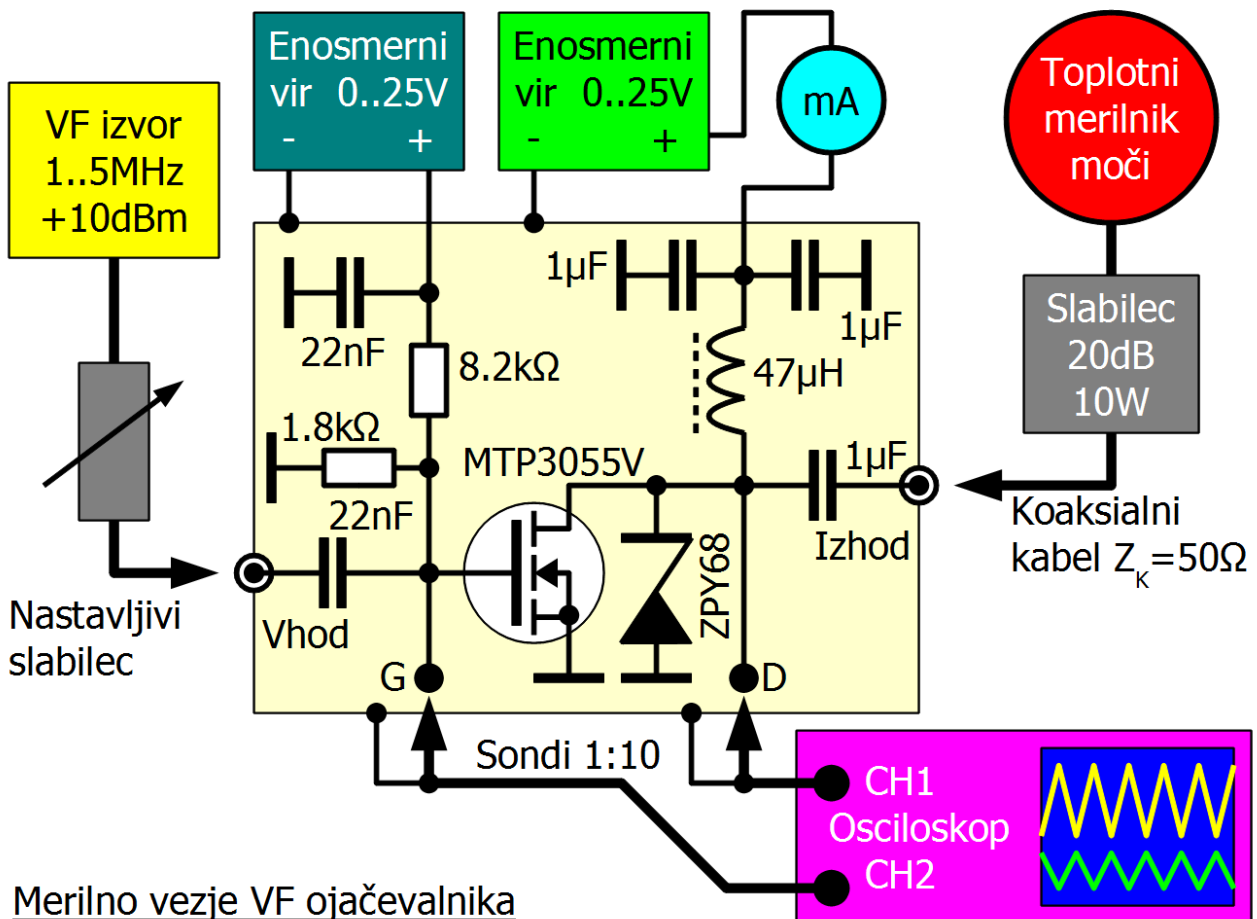 VF izvor
1..5MHz
+10dBm
Enosmerni
vir 0..25V
- +
Enosmerni
vir 0..25V
- +
mA
Toplotni
merilnik
moči
Slabilec
20dB
10W
Koaksialni
kabel ZK=50Ω
Nastavljivi
slabilec
22nF
8.2kΩ
1.8kΩ
22nF
Vhod
G
MTP3055V
1µF
1µF
47µH
1µF
Izhod
ZPY68
D
Sondi 1:10
CH1
Osciloskop
CH2
Merilno vezje VF ojačevalnika